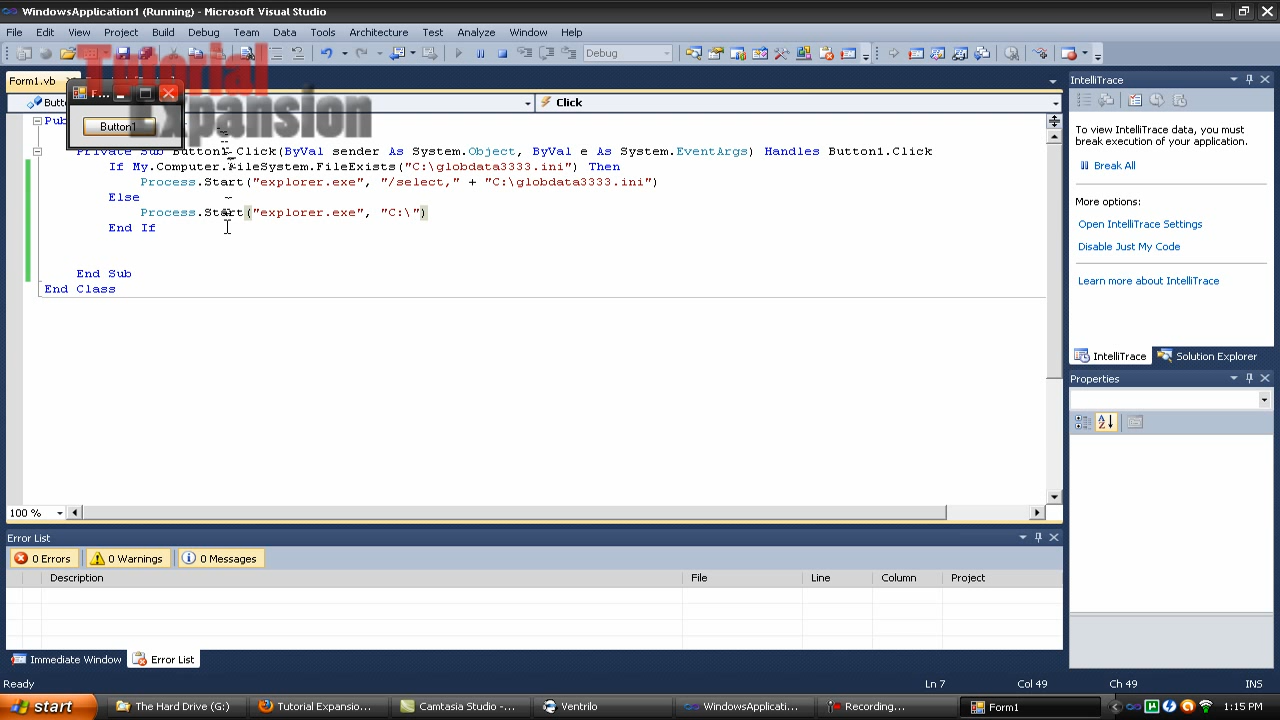 WindowsApplication1 (Running) - Microsoft Visual Studio
File Edit View Project Build Debug Team Data Tools Architecture Test Analyze Window Help
Debug
Tutorial
Expansion
Form1.vb
F...
Button1
Click
Private Sub Button1_Click(ByVal sender As System.Object, ByVal e As System.EventArgs) Handles Button1.Click
If My.Computer.FileSystem.FileExists("C:\globdata3333.ini") Then
Process.Start("explorer.exe", "/select," + "C:\globdata3333.ini")
Else
Process.Start("explorer.exe", "C:\")
End If
End Sub
End Class
100 %
IntelliTrace
To view IntelliTrace data, you must
break execution of your application.
Break All
More options:
Open IntelliTrace Settings
Disable Just My Code
Learn more about IntelliTrace
IntelliTrace Solution Explorer
Properties
Error List
0 Errors 0 Warnings 0 Messages
Description File Line Column Project
Immediate Window Error List
Ready Ln 7 Col 49 Ch 49 INS
start The Hard Drive (G:) Tutorial Expansio... Camtasia Studio -... Ventrilo WindowsApplicati... Recording... Form1 1:15 PM